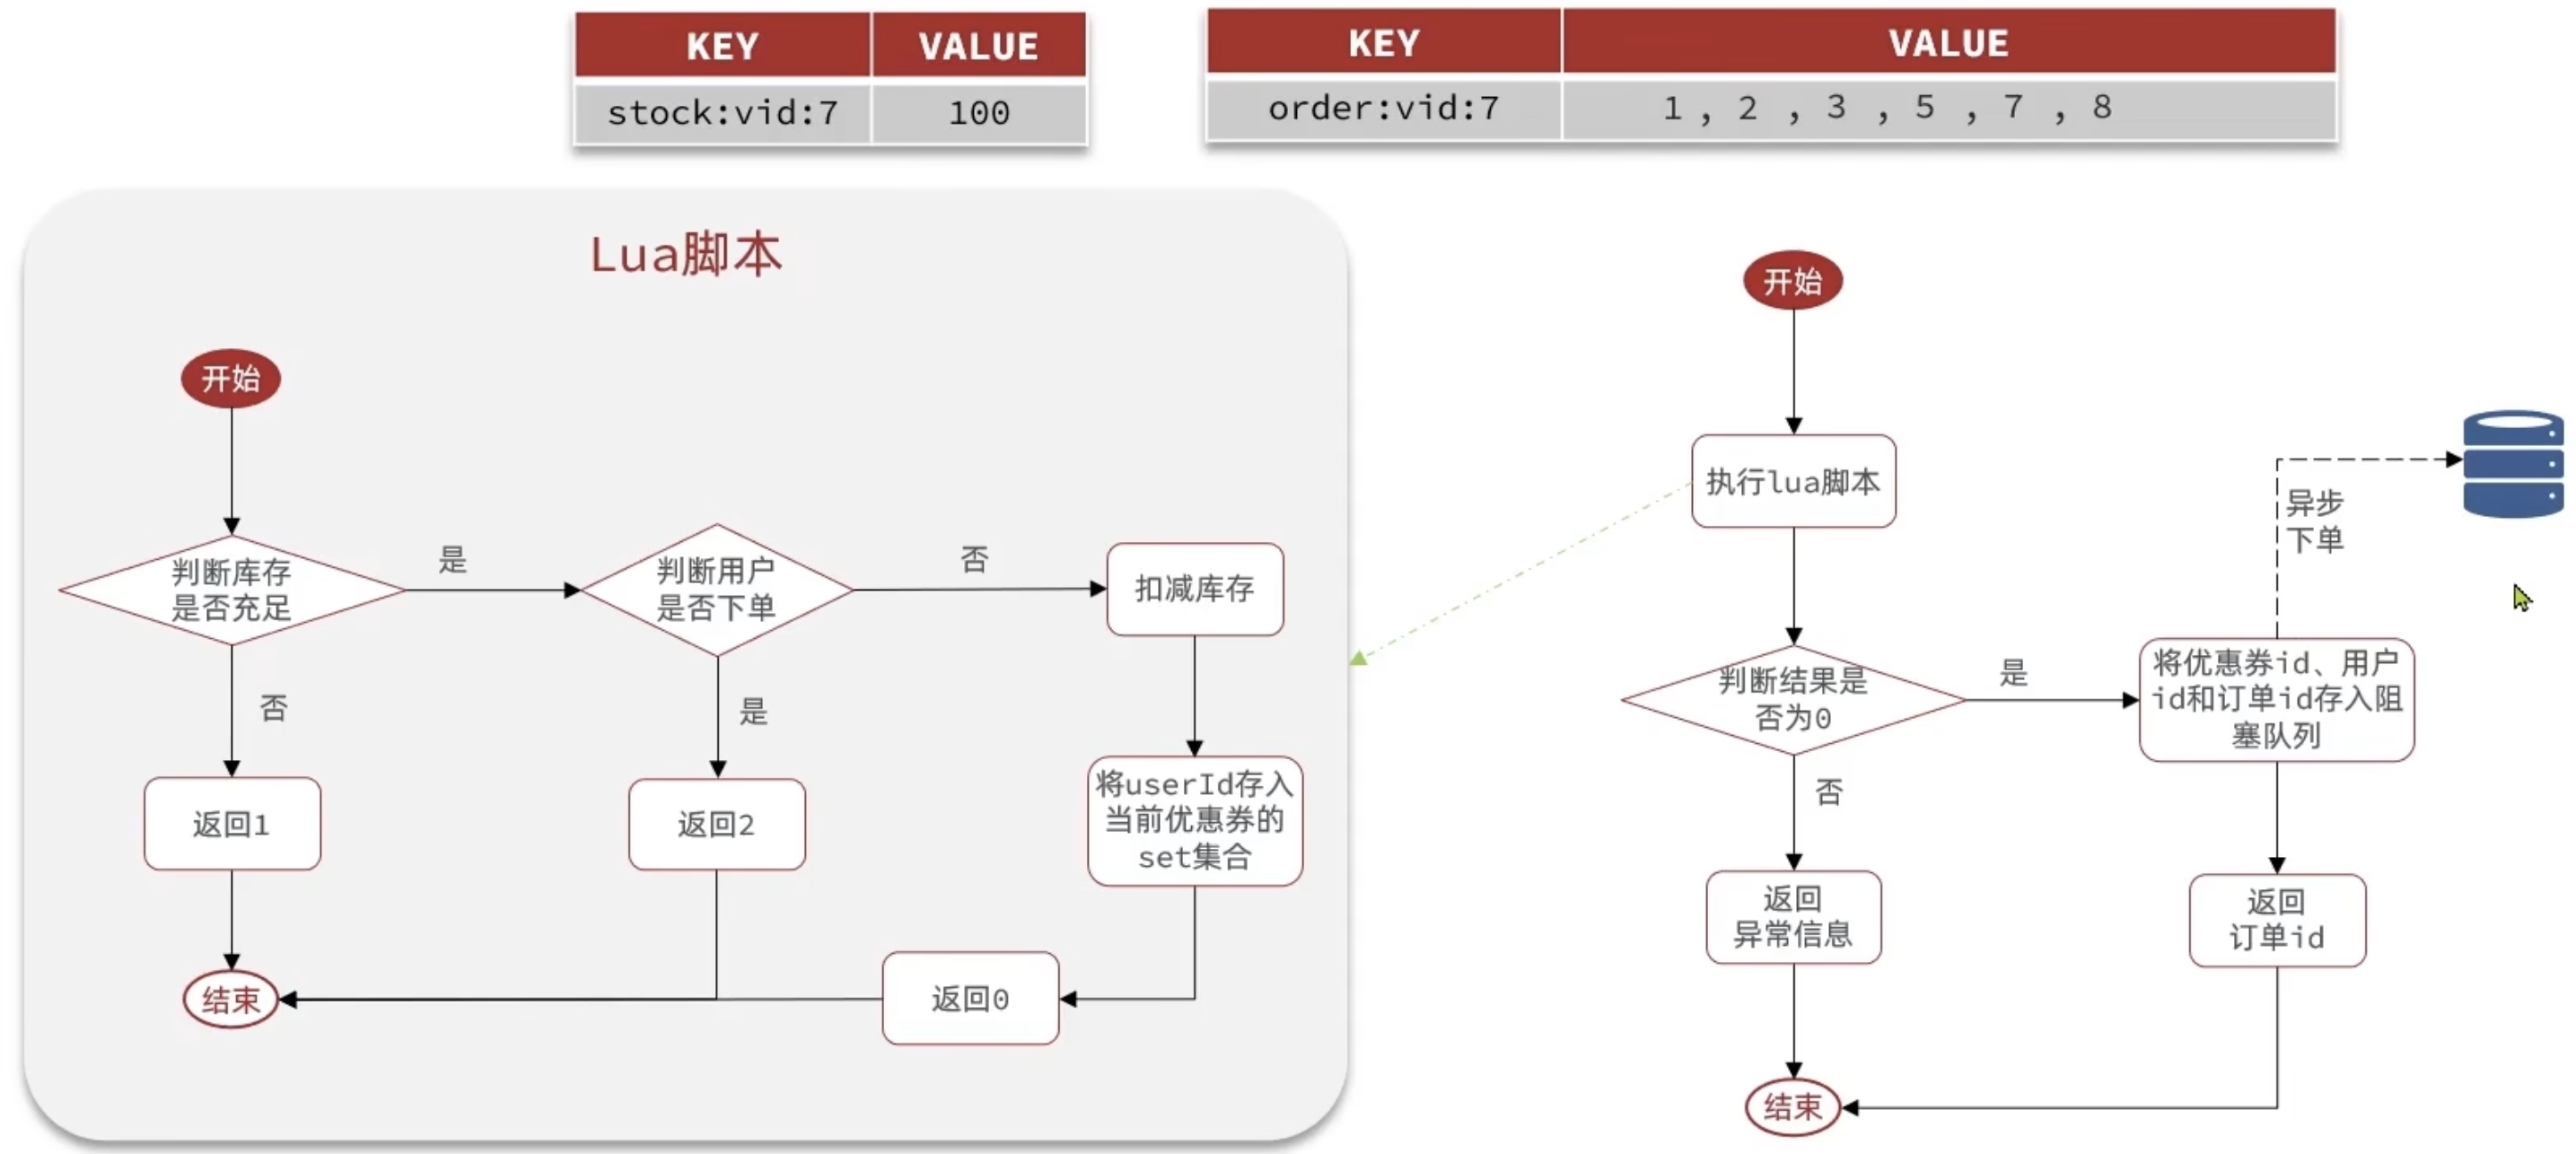 KEY VALUE
stock:vid:7 100
KEY VALUE
order:vid:7 1 , 2 , 3 , 5 , 7 , 8
Lua脚本
开始
判断库存
是否充足
是
判断用户
是否下单
否
扣减库存
否
是
返回1
返回2
将userId存入
当前优惠券的
set集合
结束
返回0
开始
执行lua脚本
异步
下单
判断结果是
否为0
是
将优惠券id、用户
id和订单id存入阻
塞队列
否
返回
异常信息
返回
订单id
结束